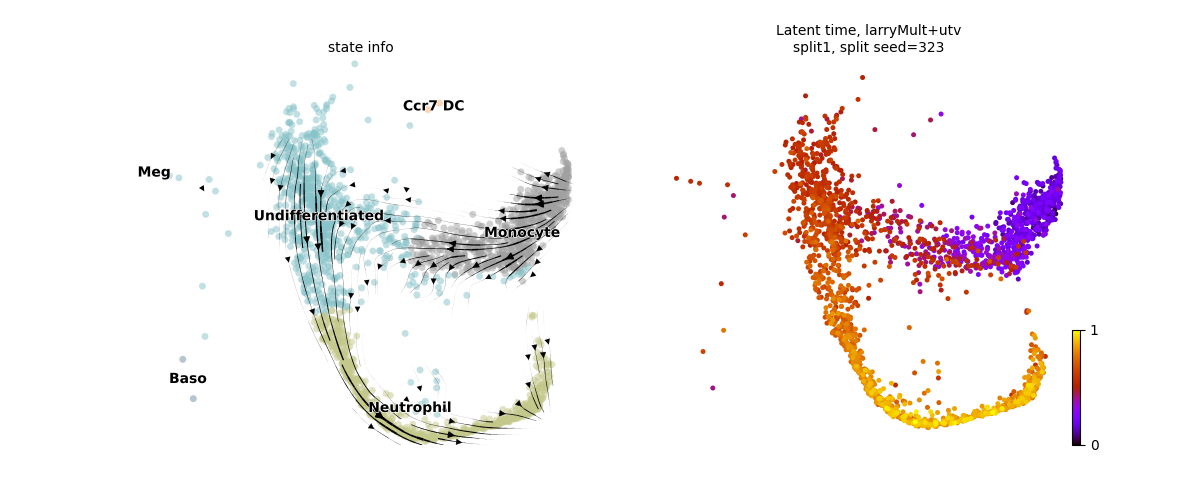 state info
Latent time, larryMult+utv
split1, split seed=323
Ccr7 DC
Meg
Undifferentiated
Monocyte
Baso
Neutrophil
1
0